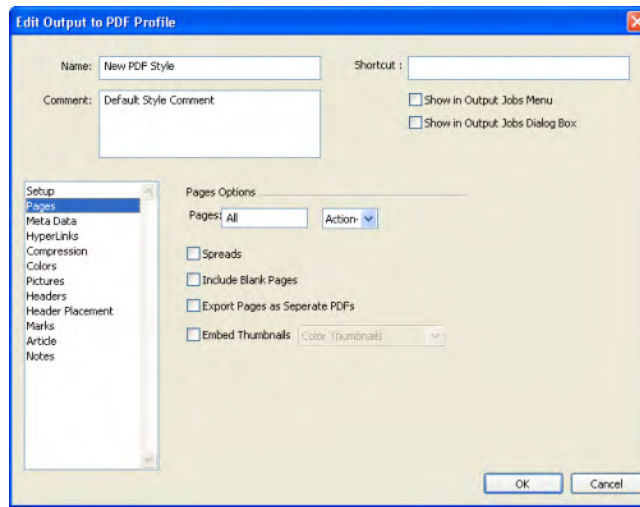 Edit Output to PDF Profile
Name: New PDF Style
Shortcut :
Comment: Default Style Comment
Show in Output Jobs Menu
Show in Output Jobs Dialog Box
Setup
Pages
Meta Data
HyperLinks
Compression
Colors
Pictures
Headers
Header Placement
Marks
Article
Notes
Pages Options
Pages: All
Action-
Spreads
Include Blank Pages
Export Pages as Seperate PDFs
Embed Thumbnails
Color Thumbnails
OK
Cancel